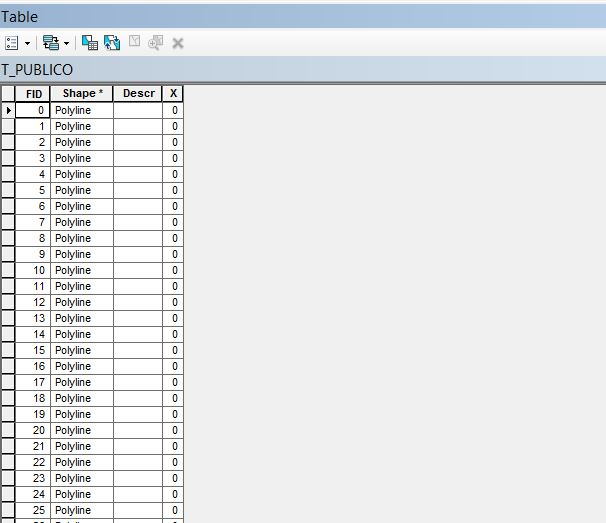 Table
T_PUBLICO
FID Shape * Descr X
0 Polyline 0
1 Polyline 0
2 Polyline 0
3 Polyline 0
4 Polyline 0
5 Polyline 0
6 Polyline 0
7 Polyline 0
8 Polyline 0
9 Polyline 0
10 Polyline 0
11 Polyline 0
12 Polyline 0
13 Polyline 0
14 Polyline 0
15 Polyline 0
16 Polyline 0
17 Polyline 0
18 Polyline 0
19 Polyline 0
20 Polyline 0
21 Polyline 0
22 Polyline 0
23 Polyline 0
24 Polyline 0
25 Polyline 0